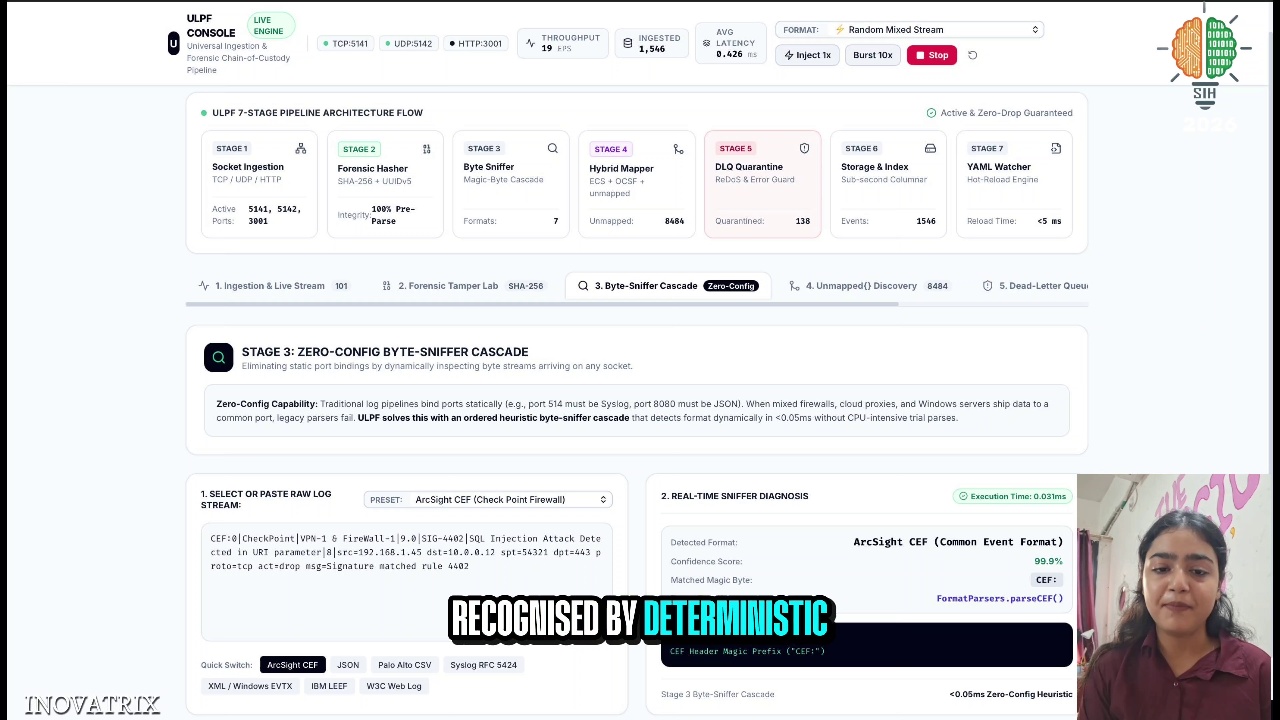 U
ULPF
CONSOLE
LIVE
ENGINE
Universal Ingestion &
Forensic Chain-of-Custody
Pipeline
TCP:5141
UDP:5142
HTTP:3001
THROUGHPUT
19 EPS
INGESTED
1,546
AVG
LATENCY
0.426 ms
FORMAT: ⚡ Random Mixed Stream
Inject 1x
Burst 10x
Stop
SIH
2026
ULPF 7-STAGE PIPELINE ARCHITECTURE FLOW
Active & Zero-Drop Guaranteed
STAGE 1
Socket Ingestion
TCP / UDP / HTTP
Active Ports: 5141, 5142, 3001
STAGE 2
Forensic Hasher
SHA-256 + UUIDv5
Integrity: 100% Pre-Parse
STAGE 3
Byte Sniffer
Magic-Byte Cascade
Formats: 7
STAGE 4
Hybrid Mapper
ECS + OCSF +
unmapped
Unmapped: 8484
STAGE 5
DLQ Quarantine
ReDoS & Error Guard
Quarantined: 138
STAGE 6
Storage & Index
Sub-second Columnar
Events: 1546
STAGE 7
YAML Watcher
Hot-Reload Engine
Reload Time: <5 ms
1. Ingestion & Live Stream 101
2. Forensic Tamper Lab SHA-256
3. Byte-Sniffer Cascade Zero-Config
4. Unmapped{} Discovery 8484
5. Dead-Letter Queue
STAGE 3: ZERO-CONFIG BYTE-SNIFFER CASCADE
Eliminating static port bindings by dynamically inspecting byte streams arriving on any socket.
Zero-Config Capability: Traditional log pipelines bind ports statically (e.g., port 514 must be Syslog, port 8080 must be JSON). When mixed firewalls, cloud proxies, and Windows servers ship data to a
common port, legacy parsers fail. ULPF solves this with an ordered heuristic byte-sniffer cascade that detects format dynamically in <0.05ms without CPU-intensive trial parses.
1. SELECT OR PASTE RAW LOG
STREAM:
PRESET: ArcSight CEF (Check Point Firewall)
CEF:0|CheckPoint|VPN-1 & FireWall-1|9.0|SIG-4402|SQL Injection Attack Dete
cted in URI parameter|8|src=192.168.1.45 dst=10.0.0.12 spt=54321 dpt=443 p
roto=tcp act=drop msg=Signature matched rule 4402
Quick Switch: ArcSight CEF JSON Palo Alto CSV Syslog RFC 5424
XML / Windows EVTX IBM LEEF W3C Web Log
2. REAL-TIME SNIFFER DIAGNOSIS
Execution Time: 0.031ms
Detected Format: ArcSight CEF (Common Event Format)
Confidence Score: 99.9%
Matched Magic Byte: CEF:
FormatParsers.parseCEF()
CEF Header Magic Prefix ("CEF:")
Stage 3 Byte-Sniffer Cascade <0.05ms Zero-Config Heuristic
RECOGNISED BY DETERMINISTIC
INOVATRIX